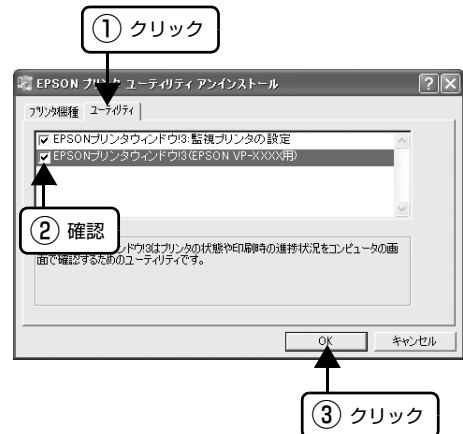 ① クリック
EPSON プリンタ ユーティリティ アンインストール
プリンタ機種 ユーティリティ
EPSONプリンタウィンドウ!3:監視プリンタの設定
EPSONプリンタウィンドウ!3(EPSON VP-XXXX用)
② 確認
ンドウ!3はプリンタの状態や印刷時の進捗状況をコンピュータの画
面で確認するためのユーティリティです。
OK キャンセル
③ クリック